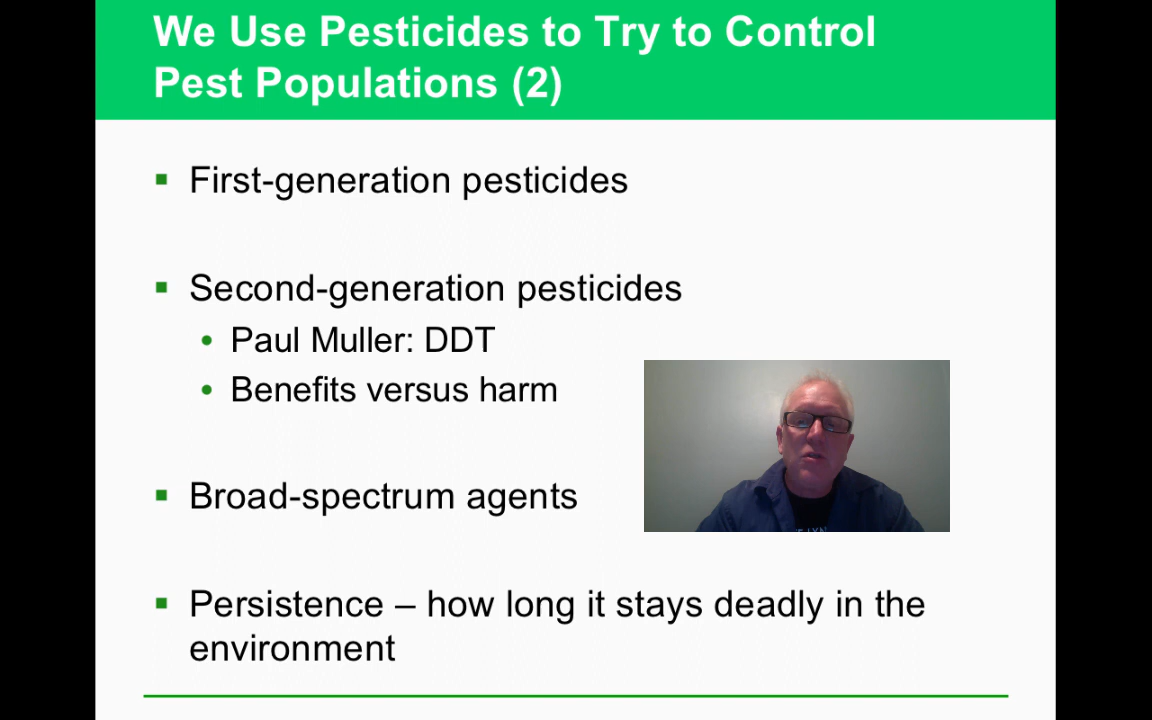 We Use Pesticides to Try to Control
Pest Populations (2)
First-generation pesticides
Second-generation pesticides
Paul Muller: DDT
Benefits versus harm
Broad-spectrum agents
Persistence – how long it stays deadly in the
environment